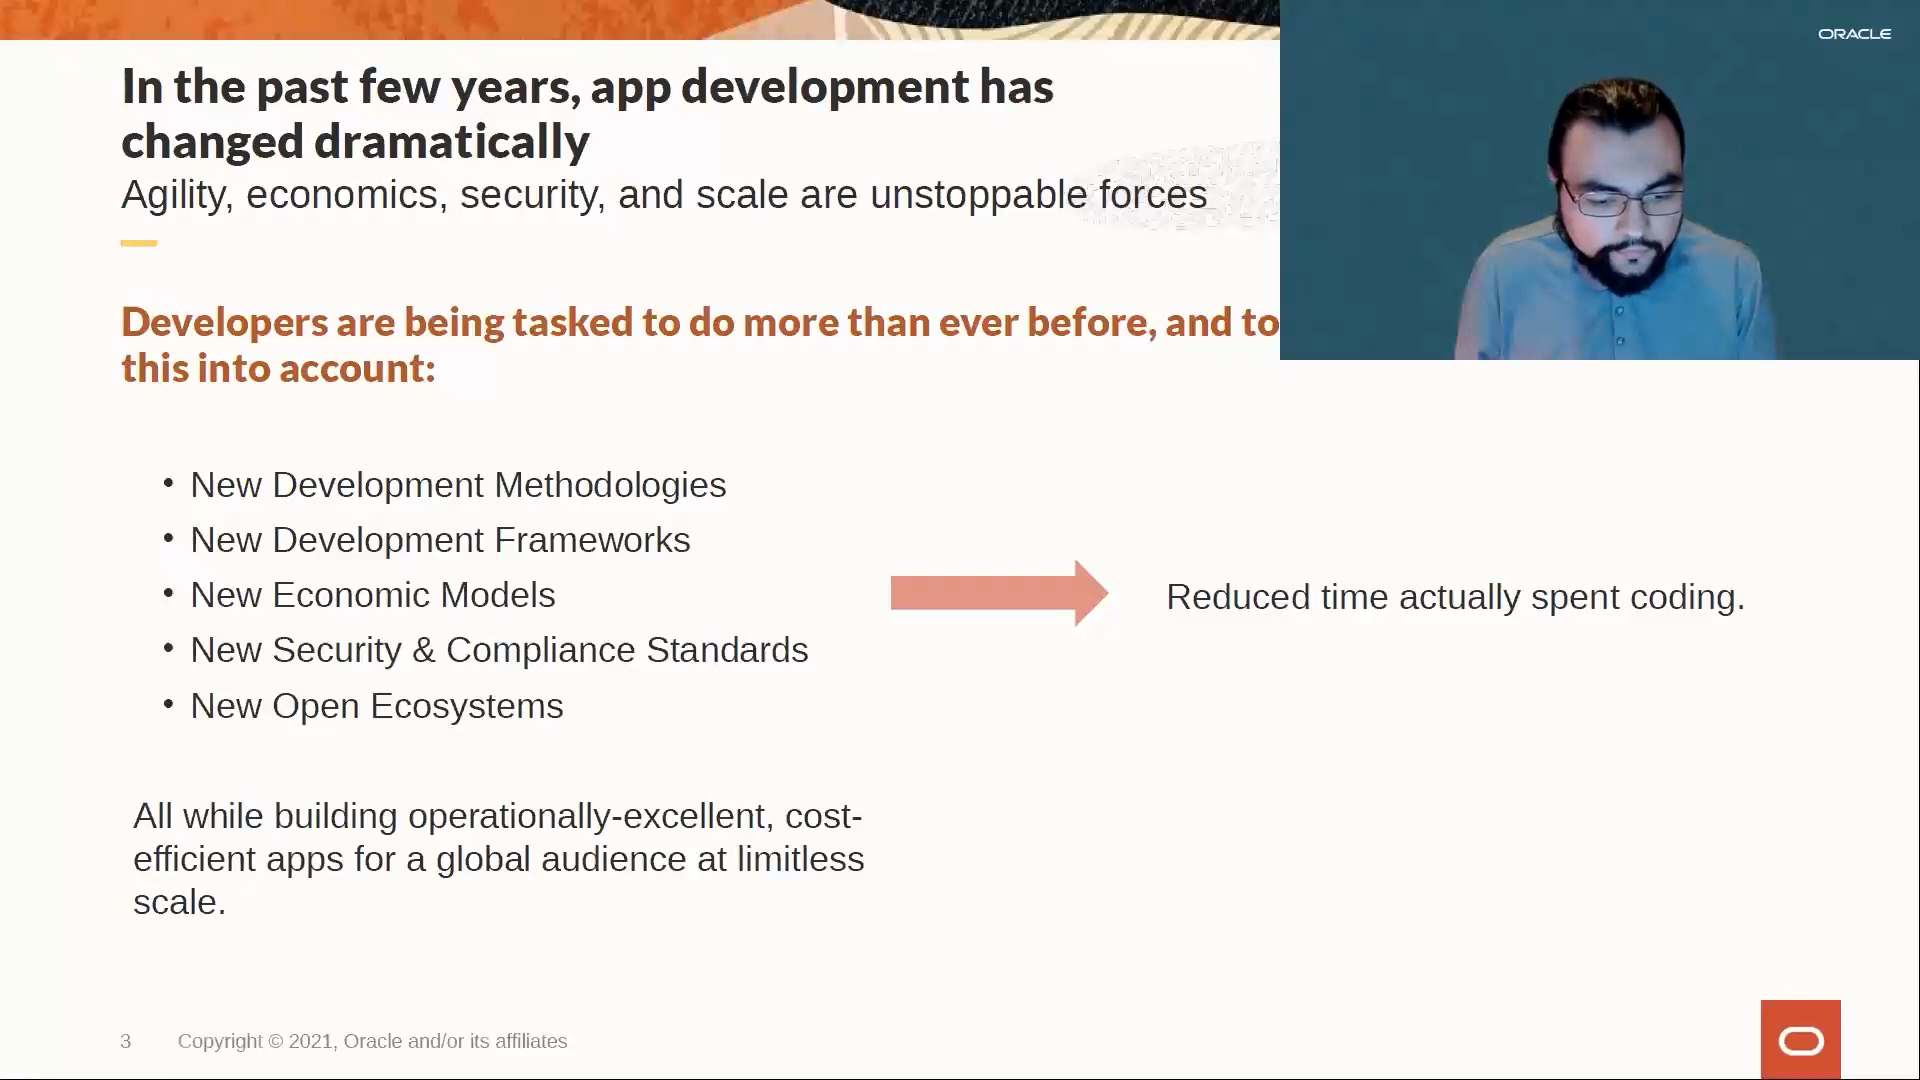 ORACLE
In the past few years, app development has
changed dramatically
Agility, economics, security, and scale are unstoppable forces
Developers are being tasked to do more than ever before, and to
this into account:
• New Development Methodologies
• New Development Frameworks
• New Economic Models
• New Security & Compliance Standards
• New Open Ecosystems
Reduced time actually spent coding.
All while building operationally-excellent, cost-
efficient apps for a global audience at limitless
scale.
3 Copyright © 2021, Oracle and/or its affiliates